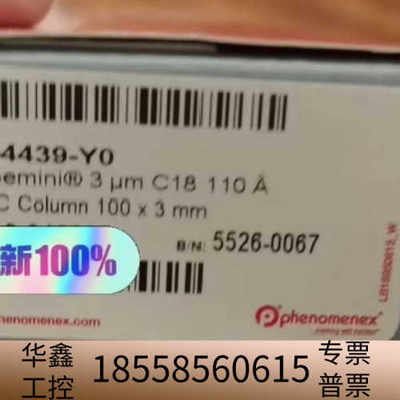 4439-Y0
emini® 3 μm C18 110 Å
C Column 100 x 3 mm
B/N: 5526-0067
新100%
phenomenex
henomenex.com
华鑫
工控
18558560615
专票
普票